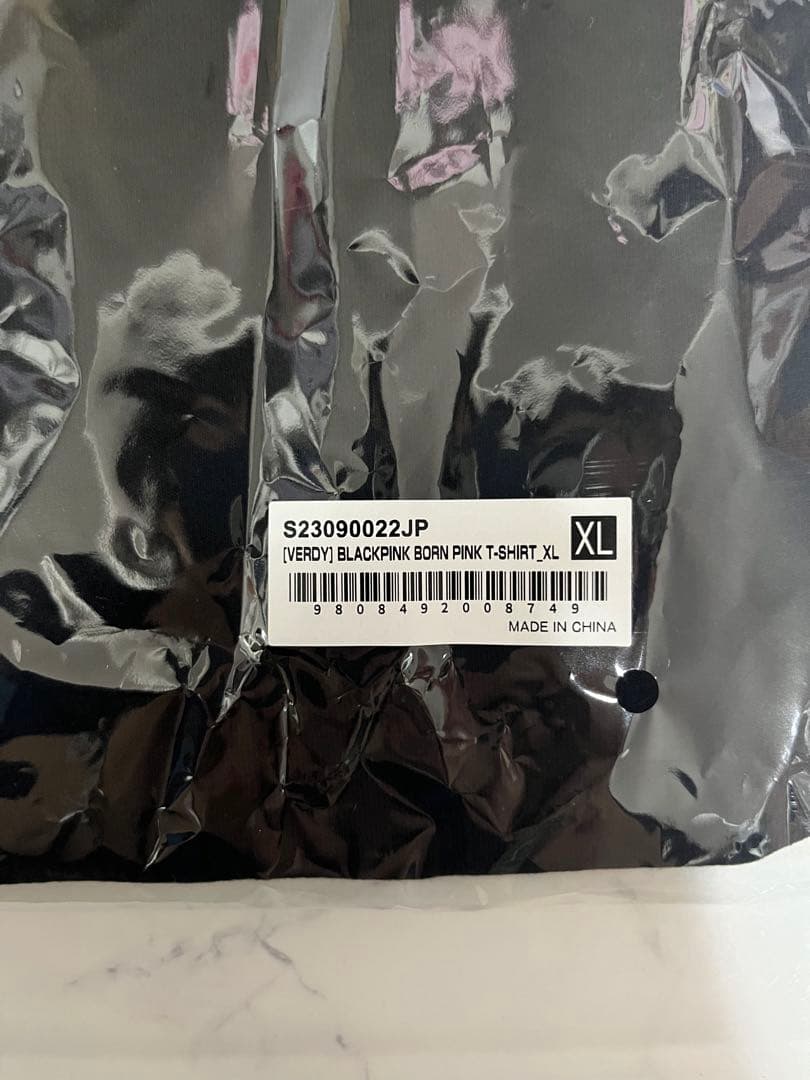 S23090022JP
[VERDY] BLACKPINK BORN PINK T-SHIRT_XL
XL
9808492008749
MADE IN CHINA